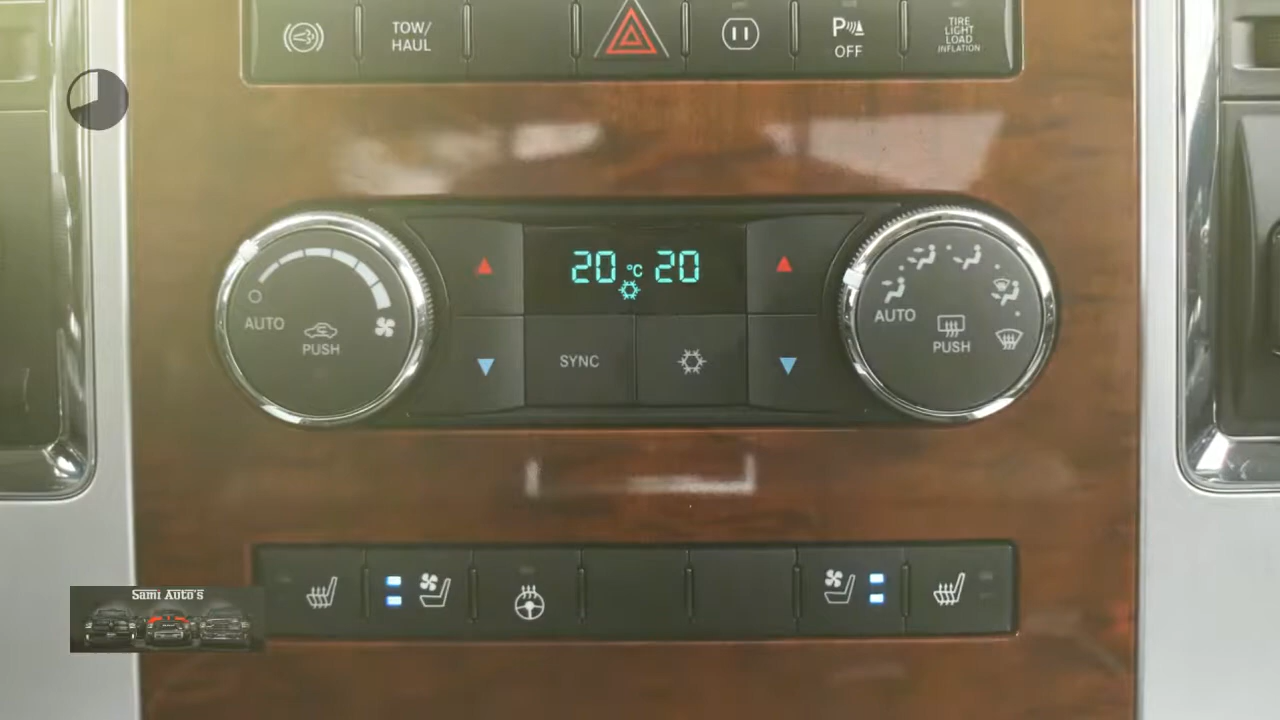 TOW/
HAUL
P
OFF
TIRE
LIGHT
LOAD
INFLATION
20 °C 20
AUTO
PUSH
SYNC
AUTO
PUSH
SAMI AUTO'S